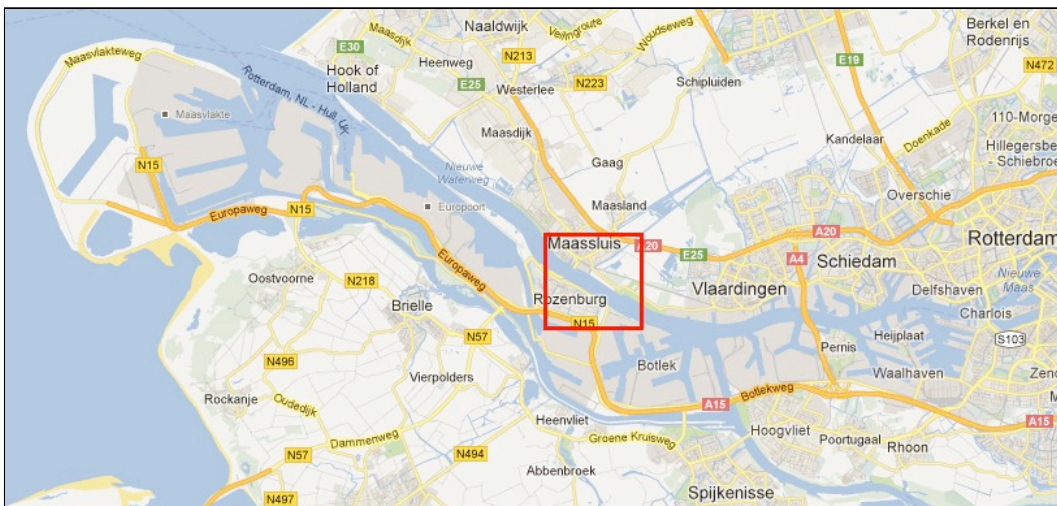 Maasvlakteweg
Maasvlakte
Rotterdam, NL - Hull, UK
E30
Hook of
Holland
Maasdijk
Heenweg
Naaldwijk
N213
Veilingroute
Woudseweg
E25
Westerlee
N223
Schipluiden
E19
Berkel en
Rodenrijs
N472
Maasdijk
Kandelaar
Doenkade
110-Morge
Hillegersbe
- Schiebroe
Gaag
Nieuwe
Waterweg
N15
Europaweg
N15
Europoort
Maasland
Overschie
Maassluis
A20
E25
A20
A4
Rotterdam
Oostvoorne
N218
Europaweg
Schiedam
Vlaardingen
Delfshaven
Nieuwe
Maas
Brielle
Rozenburg
N15
Charlois
N57
Heijplaat
S103
Pernis
N496
Botlek
Waalhaven
Zeno
Vierpolders
Rockanje
Oudedijk
Botlekweg
A15
A15
Heenvliet
Dammenweg
Groene Kruisweg
Hoogvliet
Poortugaal
Rhoon
N57
N494
Abbenbroek
N497
Spijkenisse